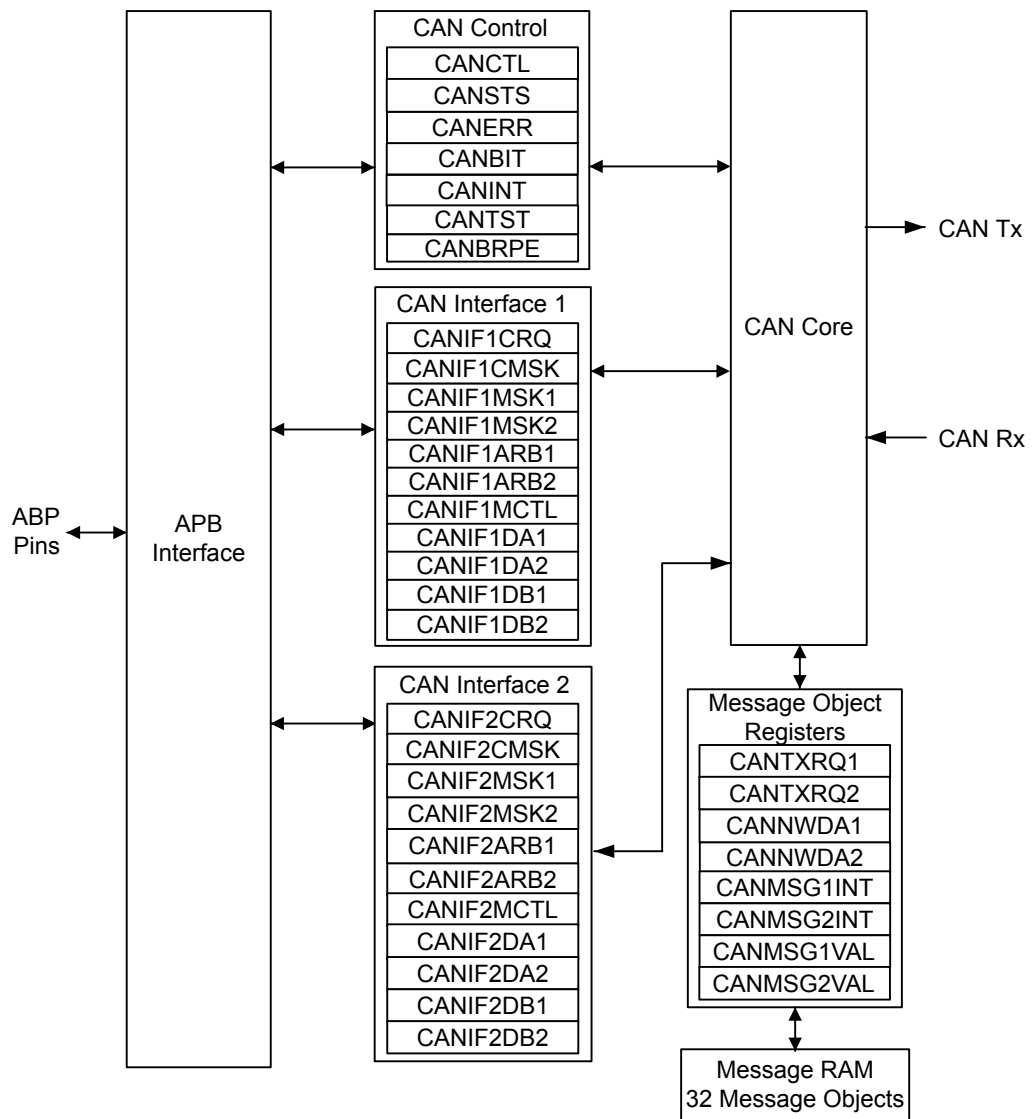 ABP
Pins
APB
Interface
CAN Control
CANCTL
CANSTS
CANERR
CANBIT
CANINT
CANTST
CANBRPE
CAN Interface 1
CANIF1CRQ
CANIF1CMSK
CANIF1MSK1
CANIF1MSK2
CANIF1ARB1
CANIF1ARB2
CANIF1MCTL
CANIF1DA1
CANIF1DA2
CANIF1DB1
CANIF1DB2
CAN Interface 2
CANIF2CRQ
CANIF2CMSK
CANIF2MSK1
CANIF2MSK2
CANIF2ARB1
CANIF2ARB2
CANIF2MCTL
CANIF2DA1
CANIF2DA2
CANIF2DB1
CANIF2DB2
CAN Core
CAN Tx
CAN Rx
Message Object
Registers
CANTXRQ1
CANTXRQ2
CANNWDA1
CANNWDA2
CANMSG1INT
CANMSG2INT
CANMSG1VAL
CANMSG2VAL
Message RAM
32 Message Objects